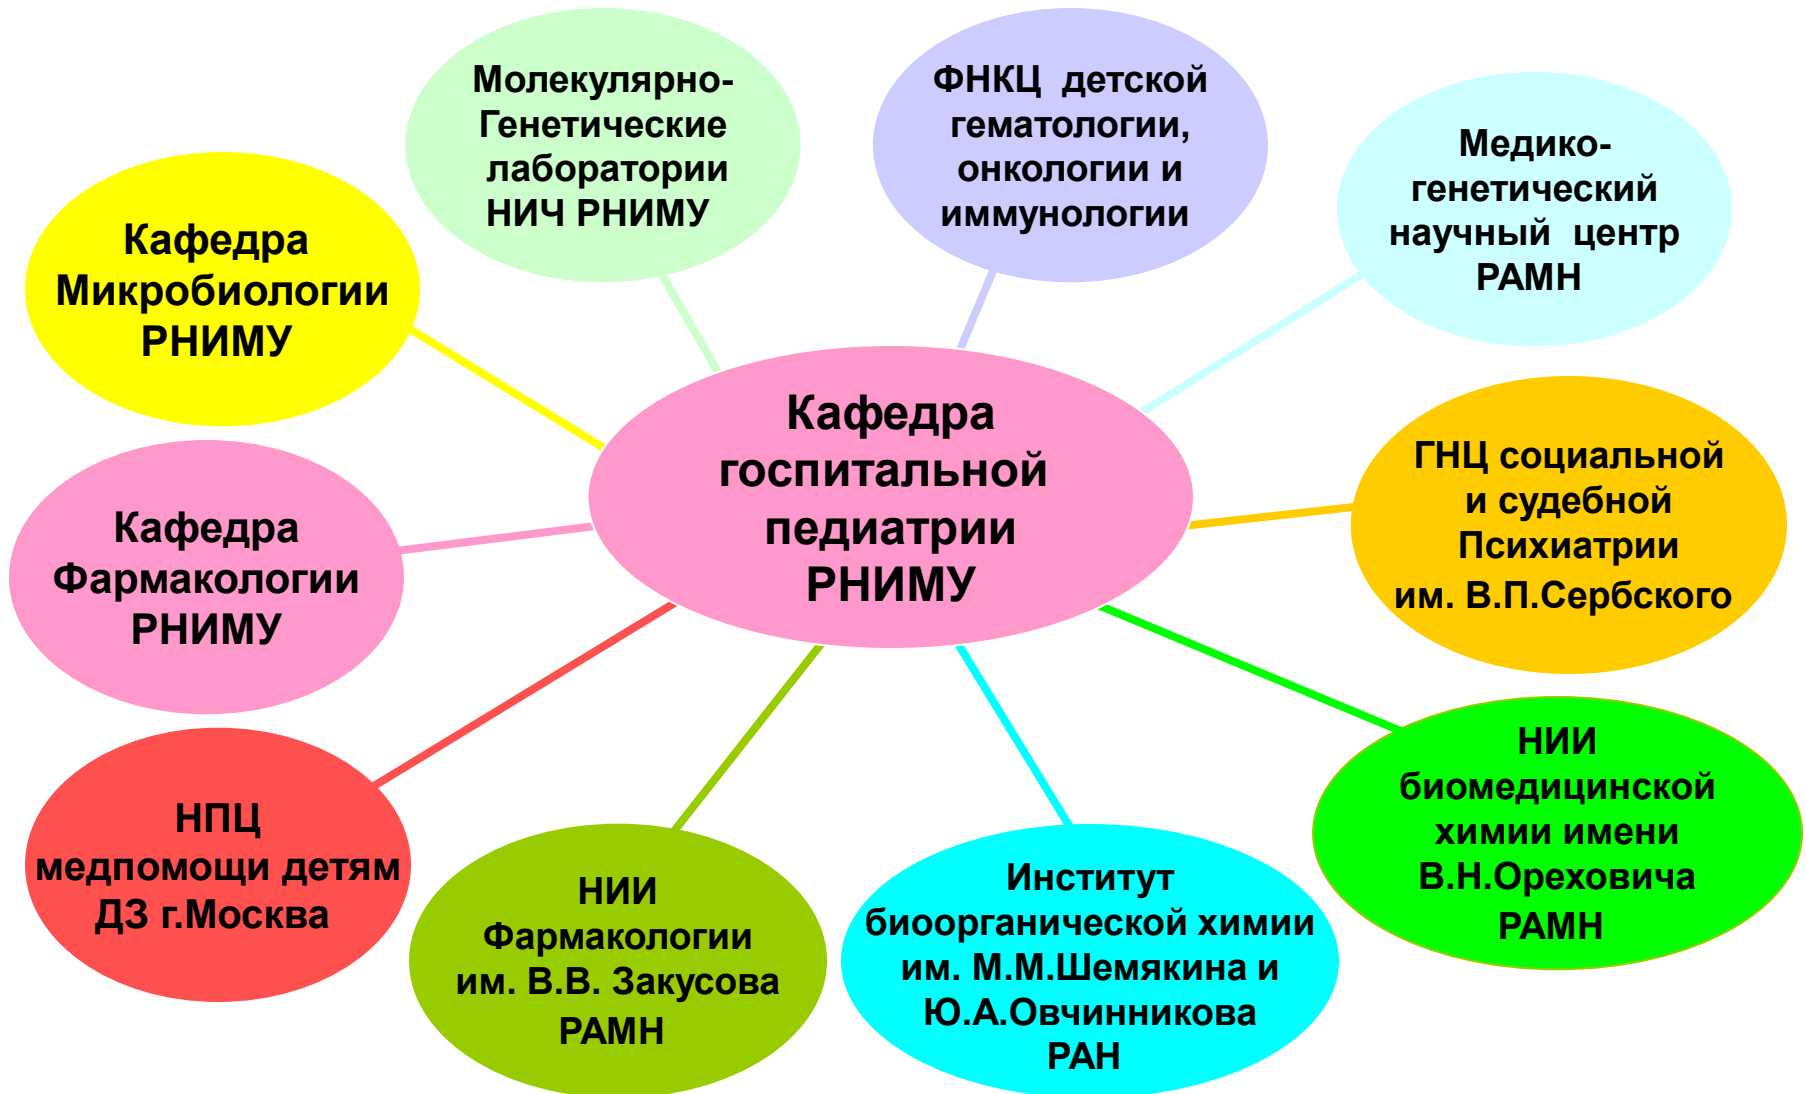 Молекулярно-
Генетические
лаборатории
НИЧ РНИМУ
ФНКЦ детской
гематологии,
онкологии и
иммунологии
Медико-
генетический
научный центр
РАМН
Кафедра
Микробиологии
РНИМУ
Кафедра
госпитальной
педиатрии
РНИМУ
ГНЦ социальной
и судебной
Психиатрии
им. В.П.Сербского
Кафедра
Фармакологии
РНИМУ
НИИ
биомедицинской
химии имени
В.Н.Ореховича
РАМН
НПЦ
медпомощи детям
ДЗ г.Москва
НИИ
Фармакологии
им. В.В. Закусова
РАМН
Институт
биоорганической химии
им. М.М.Шемякина и
Ю.А.Овчинникова
РАН